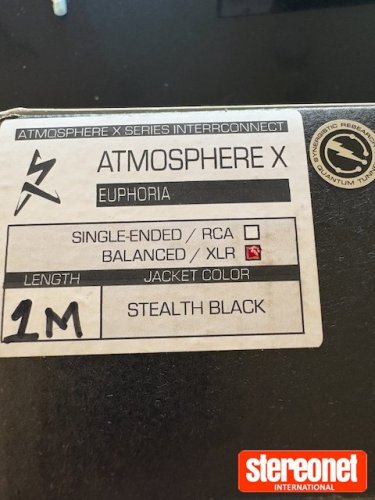 ATMOSPHERE X SERIES INTERRCONNECT
ATMOSPHERE X
EUPHORIA
SINGLE-ENDED / RCA
BALANCED / XLR
LENGTH
JACKET COLOR
1M
STEALTH BLACK
SYNERGISTIC RESEARCH
QUANTUM
stereonet
INTERNATIONAL